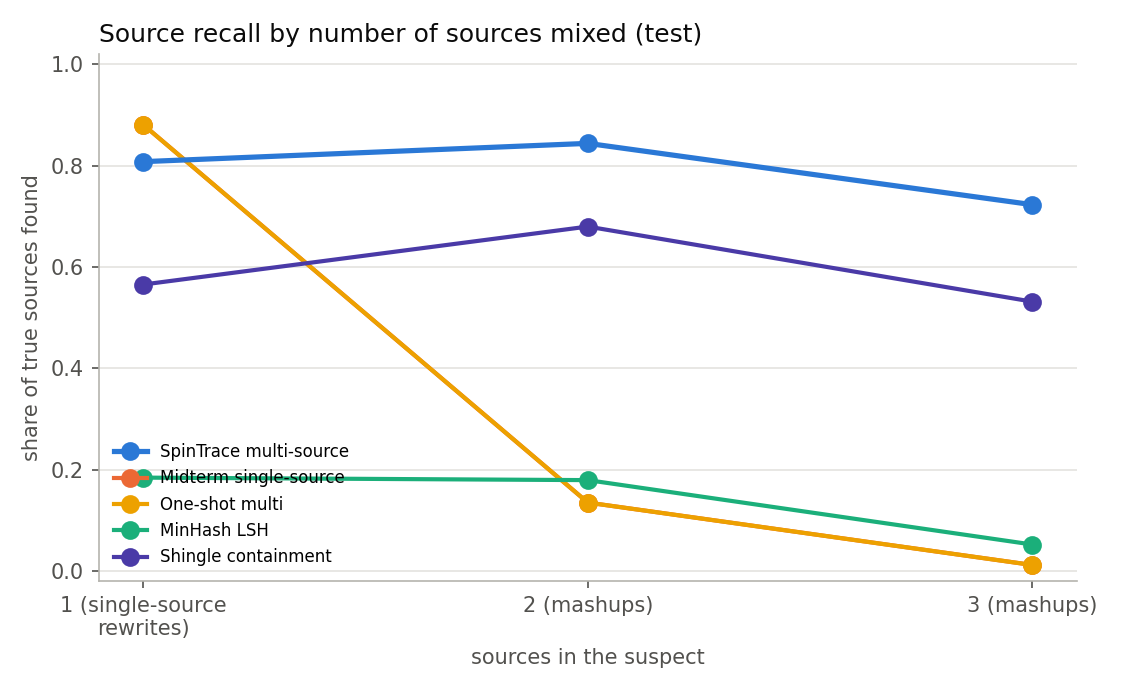 Source recall by number of sources mixed (test)
1.0
0.8
0.6
0.4
0.2
0.0
share of true sources found
SpinTrace multi-source
Midterm single-source
One-shot multi
MinHash LSH
Shingle containment
1 (single-source
rewrites)
2 (mashups)
3 (mashups)
sources in the suspect